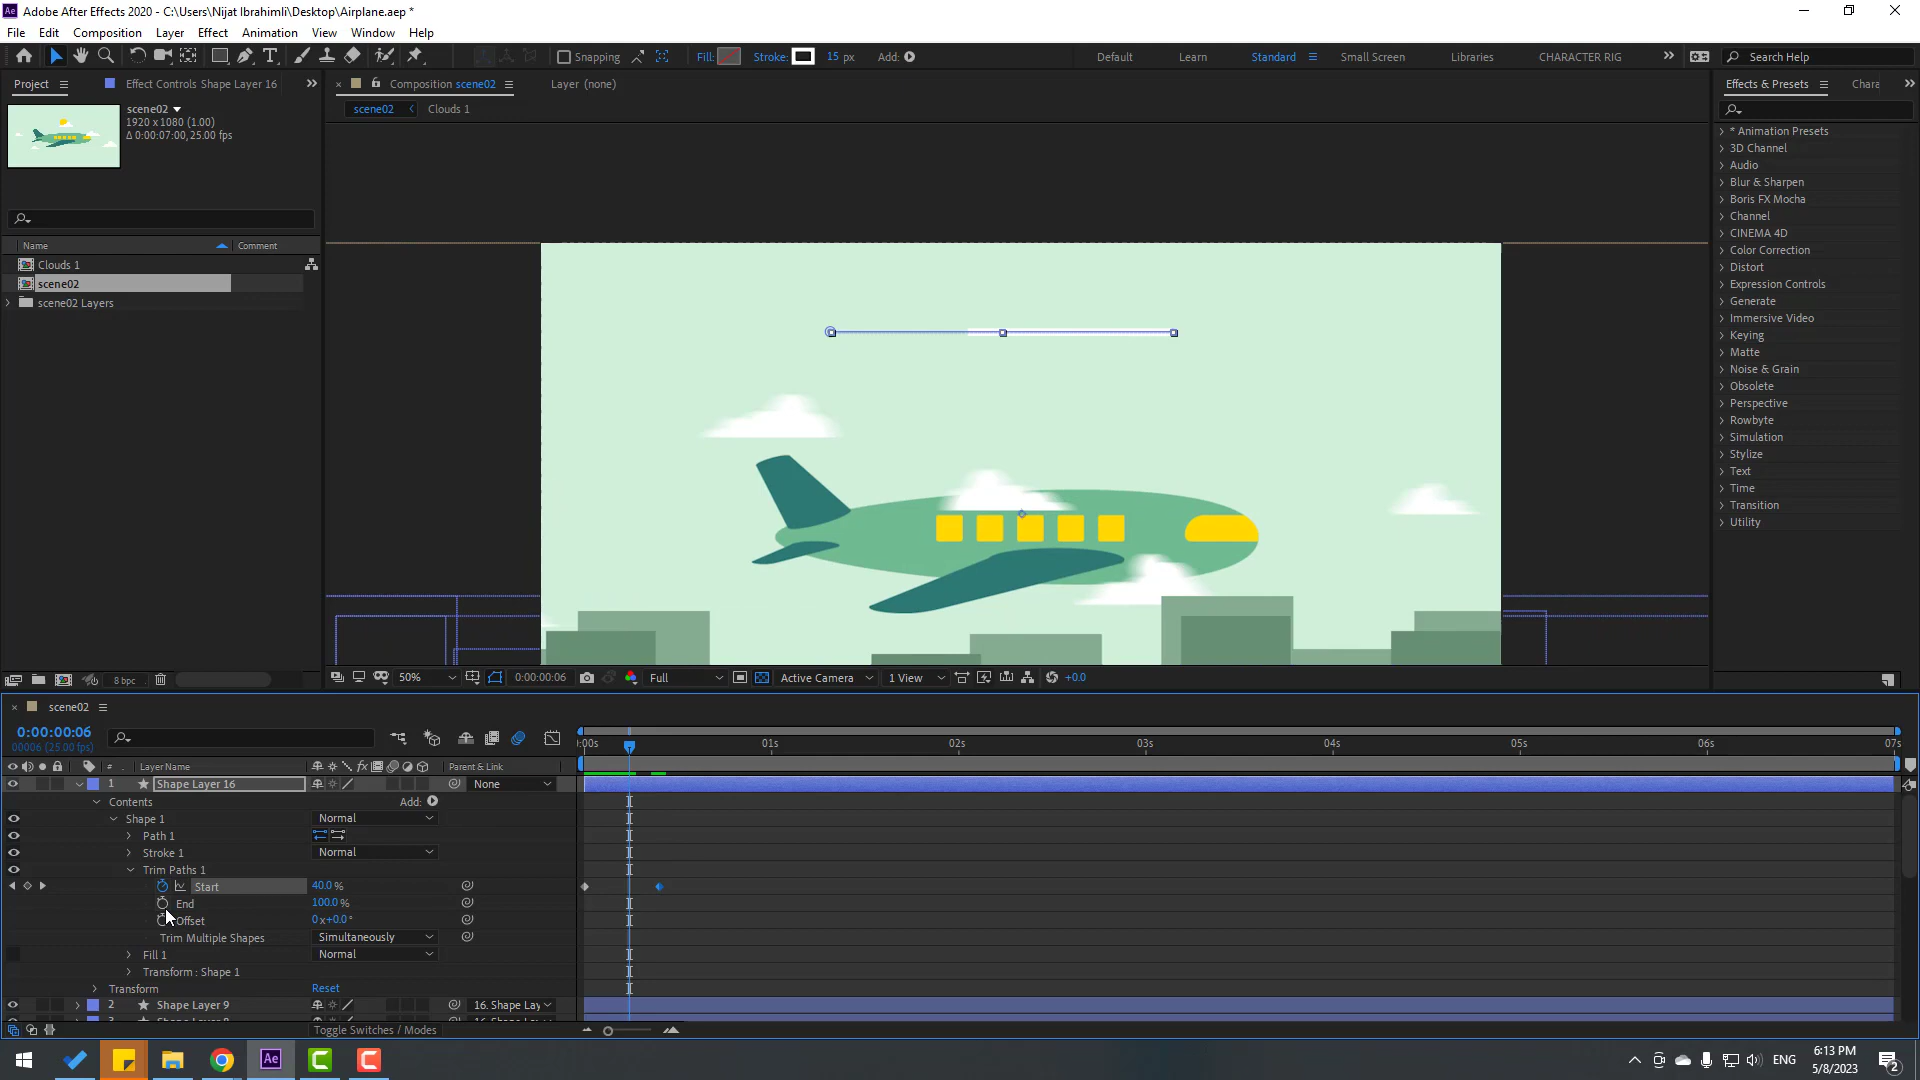 Adobe After Effects 2020 - C:\Users\Nijat Ibrahimli\Desktop\Airplane.aep *
File Edit Composition Layer Effect Animation View Window Help
Snapping Fill: Stroke: 15 px Add: Default Learn Standard Small Screen Libraries CHARACTER RIG Search Help
Project Effect Controls Shape Layer 16 Composition scene02 Layer (none) Effects & Presets Chara
scene02 1920 x 1080 (1.00) Δ 0:00:07:00, 25.00 fps
scene02 Clouds 1
Name Comment
Clouds 1
scene02
scene02 Layers
* Animation Presets
3D Channel
Audio
Blur & Sharpen
Boris FX Mocha
Channel
CINEMA 4D
Color Correction
Distort
Expression Controls
Generate
Immersive Video
Keying
Matte
Noise & Grain
Obsolete
Perspective
Rowbyte
Simulation
Stylize
Text
Time
Transition
Utility
8 bpc 50% 0:00:00:06 Full Active Camera 1 View +0.0
scene02
0:00:00:06
00006 (25.00 fps)
:00s 01s 02s 03s 04s 05s 06s 07s
# Layer Name Parent & Link
1 Shape Layer 16 None
Contents Add:
Shape 1 Normal
Path 1
Stroke 1 Normal
Trim Paths 1
Start 40.0 %
End 100.0 %
Offset 0 x+0.0 °
Trim Multiple Shapes Simultaneously
Fill 1 Normal
Transform : Shape 1
Transform Reset
2 Shape Layer 9 16. Shape Lay
Toggle Switches / Modes
ENG 6:13 PM
5/8/2023 2